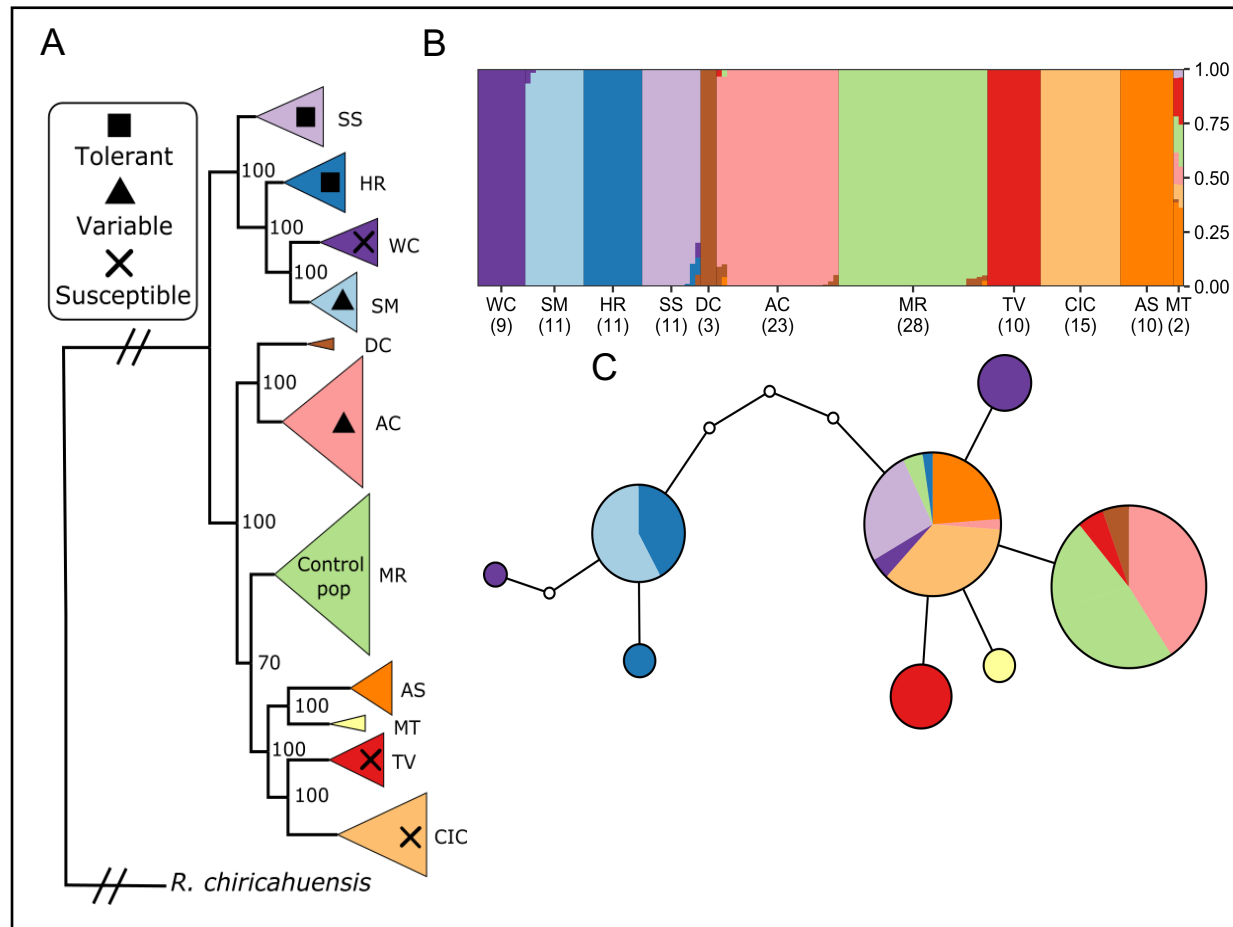 A
Tolerant
Variable
Susceptible
SS
100
HR
100
WC
100
SM
DC
100
AC
100
Control
pop
MR
70
AS
100
MT
100
TV
100
CIC
R. chiricahuensis
B
1.00
0.75
0.50
0.25
0.00
WC SM HR SS DC AC MR TV CIC AS MT
(9) (11) (11) (11) (3) (23) (28) (10) (15) (10) (2)
C